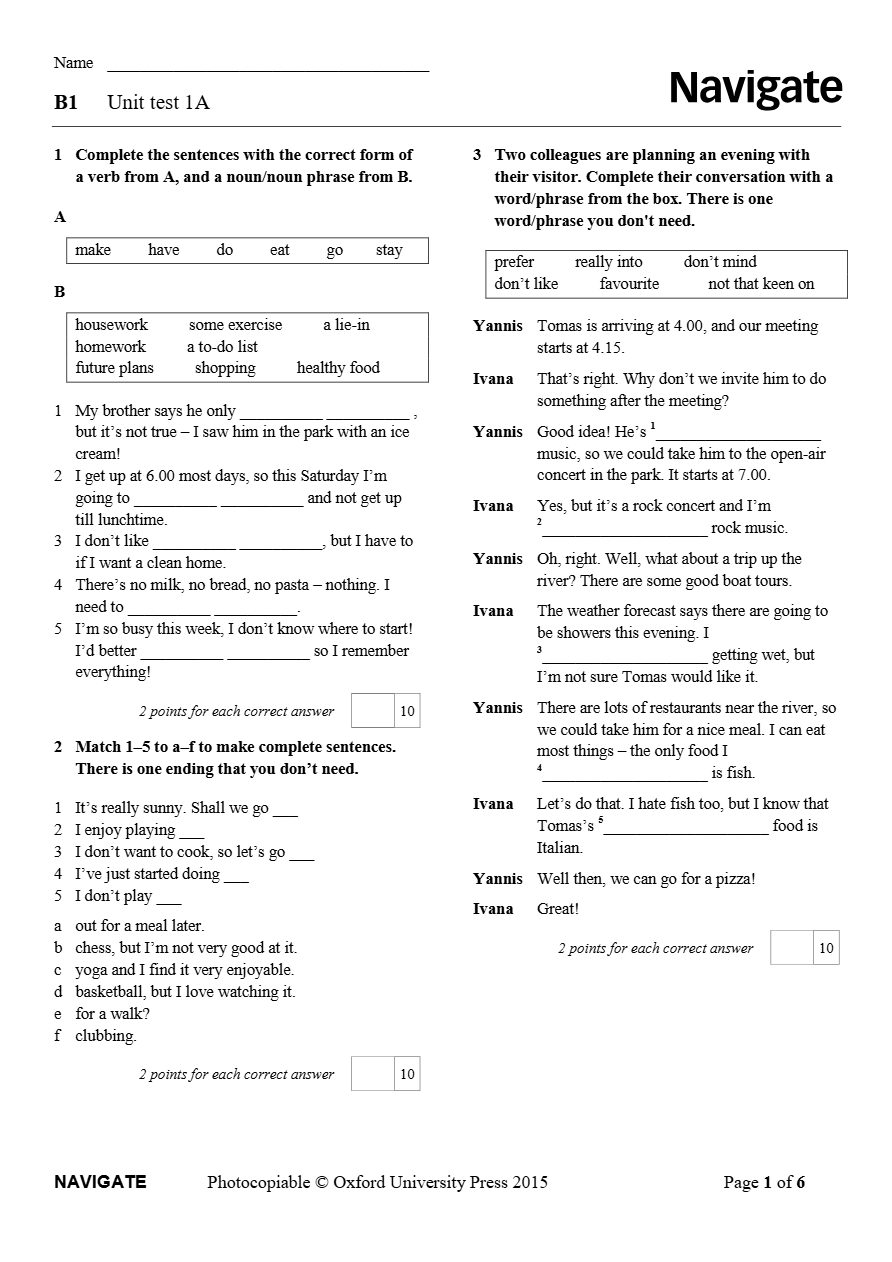 Name ______________________________________
B1 Unit test 1A
Navigate
1 Complete the sentences with the correct form of
a verb from A, and a noun/noun phrase from B.
A
make have do eat go stay
B
housework some exercise a lie-in
homework a to-do list
future plans shopping healthy food
1 My brother says he only __________ __________ ,
but it’s not true – I saw him in the park with an ice
cream!
2 I get up at 6.00 most days, so this Saturday I’m
going to __________ __________ and not get up
till lunchtime.
3 I don’t like __________ __________, but I have to
if I want a clean home.
4 There’s no milk, no bread, no pasta – nothing. I
need to __________ __________.
5 I’m so busy this week, I don’t know where to start!
I’d better __________ __________ so I remember
everything!
2 points for each correct answer 10
2 Match 1–5 to a–f to make complete sentences.
There is one ending that you don’t need.
1 It’s really sunny. Shall we go ___
2 I enjoy playing ___
3 I don’t want to cook, so let’s go ___
4 I’ve just started doing ___
5 I don’t play ___
a out for a meal later.
b chess, but I’m not very good at it.
c yoga and I find it very enjoyable.
d basketball, but I love watching it.
e for a walk?
f clubbing.
2 points for each correct answer 10
3 Two colleagues are planning an evening with
their visitor. Complete their conversation with a
word/phrase from the box. There is one
word/phrase you don't need.
prefer really into don’t mind
don’t like favourite not that keen on
Yannis Tomas is arriving at 4.00, and our meeting
starts at 4.15.
Ivana That’s right. Why don’t we invite him to do
something after the meeting?
Yannis Good idea! He’s 1____________________
music, so we could take him to the open-air
concert in the park. It starts at 7.00.
Ivana Yes, but it’s a rock concert and I’m
2____________________ rock music.
Yannis Oh, right. Well, what about a trip up the
river? There are some good boat tours.
Ivana The weather forecast says there are going to
be showers this evening. I
3____________________ getting wet, but
I’m not sure Tomas would like it.
Yannis There are lots of restaurants near the river, so
we could take him for a nice meal. I can eat
most things – the only food I
4____________________ is fish.
Ivana Let’s do that. I hate fish too, but I know that
Tomas’s 5____________________ food is
Italian.
Yannis Well then, we can go for a pizza!
Ivana Great!
2 points for each correct answer 10
NAVIGATE Photocopiable © Oxford University Press 2015 Page 1 of 6